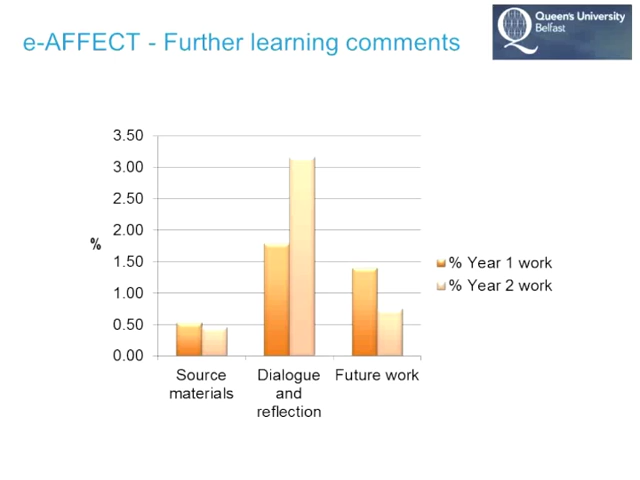 e-AFFECT - Further learning comments
Queen's University
Belfast
3.50
3.00
2.50
2.00
1.50
1.00
0.50
0.00
%
% Year 1 work
% Year 2 work
Source
materials
Dialogue
and
reflection
Future work